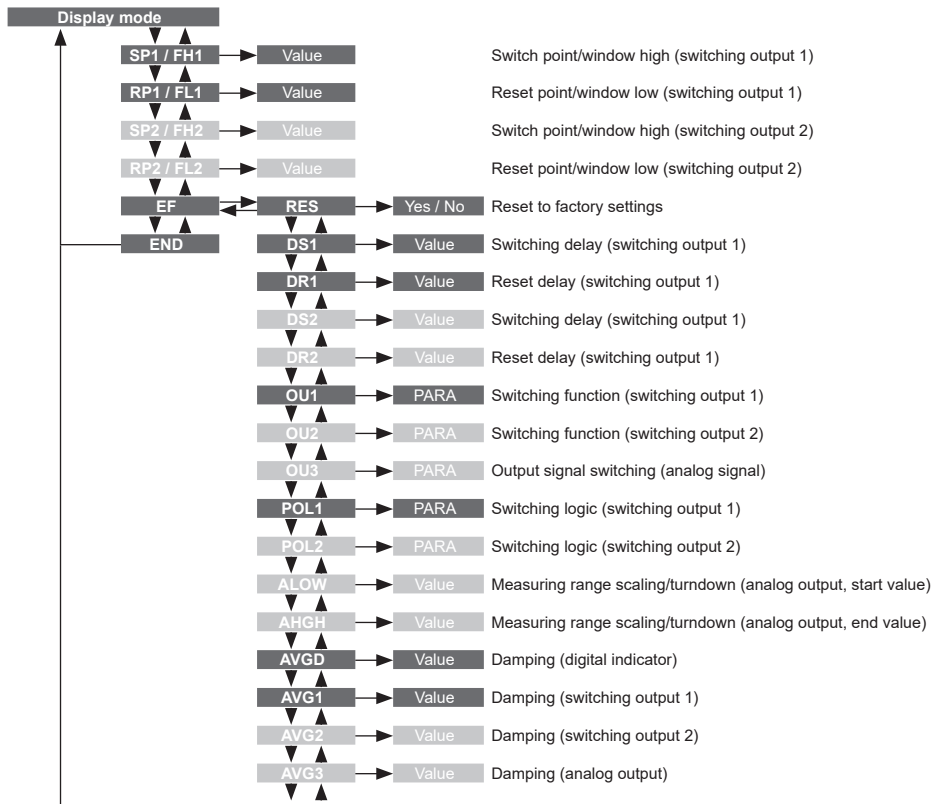 Display mode
SP1 / FH1 Value Switch point/window high (switching output 1)
RP1 / FL1 Value Reset point/window low (switching output 1)
SP2 / FH2 Value Switch point/window high (switching output 2)
RP2 / FL2 Value Reset point/window low (switching output 2)
EF RES Yes / No Reset to factory settings
END DS1 Value Switching delay (switching output 1)
DR1 Value Reset delay (switching output 1)
DS2 Value Switching delay (switching output 1)
DR2 Value Reset delay (switching output 1)
OU1 PARA Switching function (switching output 1)
OU2 PARA Switching function (switching output 2)
OU3 PARA Output signal switching (analog signal)
POL1 PARA Switching logic (switching output 1)
POL2 PARA Switching logic (switching output 2)
ALOW Value Measuring range scaling/turndown (analog output, start value)
AHGH Value Measuring range scaling/turndown (analog output, end value)
AVGD Value Damping (digital indicator)
AVG1 Value Damping (switching output 1)
AVG2 Value Damping (switching output 2)
AVG3 Value Damping (analog output)